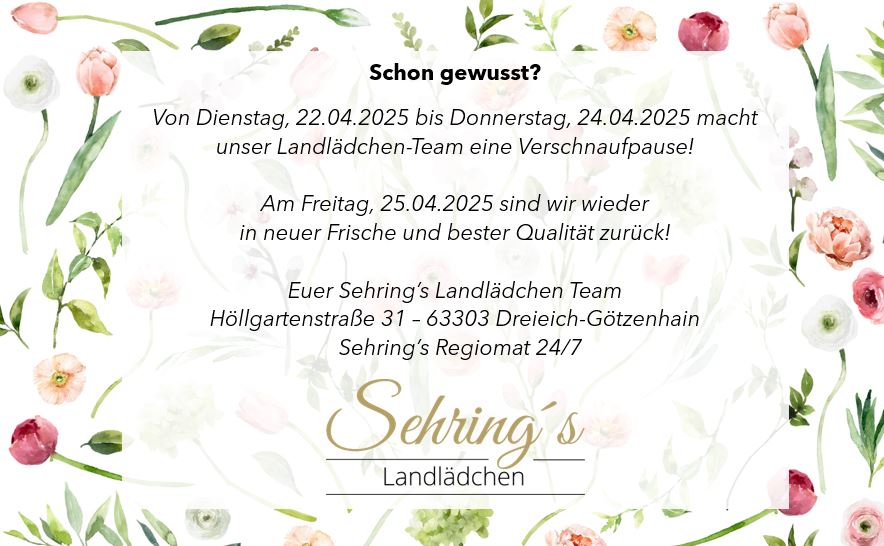 Schon gewusst?
Von Dienstag, 22.04.2025 bis Donnerstag, 24.04.2025 macht
unser Landlädchen-Team eine Verschnaufpause!
Am Freitag, 25.04.2025 sind wir wieder
in neuer Frische und bester Qualität zurück!
Euer Sehring’s Landlädchen Team
Höllgartenstraße 31 – 63303 Dreieich-Götzenhain
Sehring’s Regiomat 24/7
Sehring´s
Landlädchen